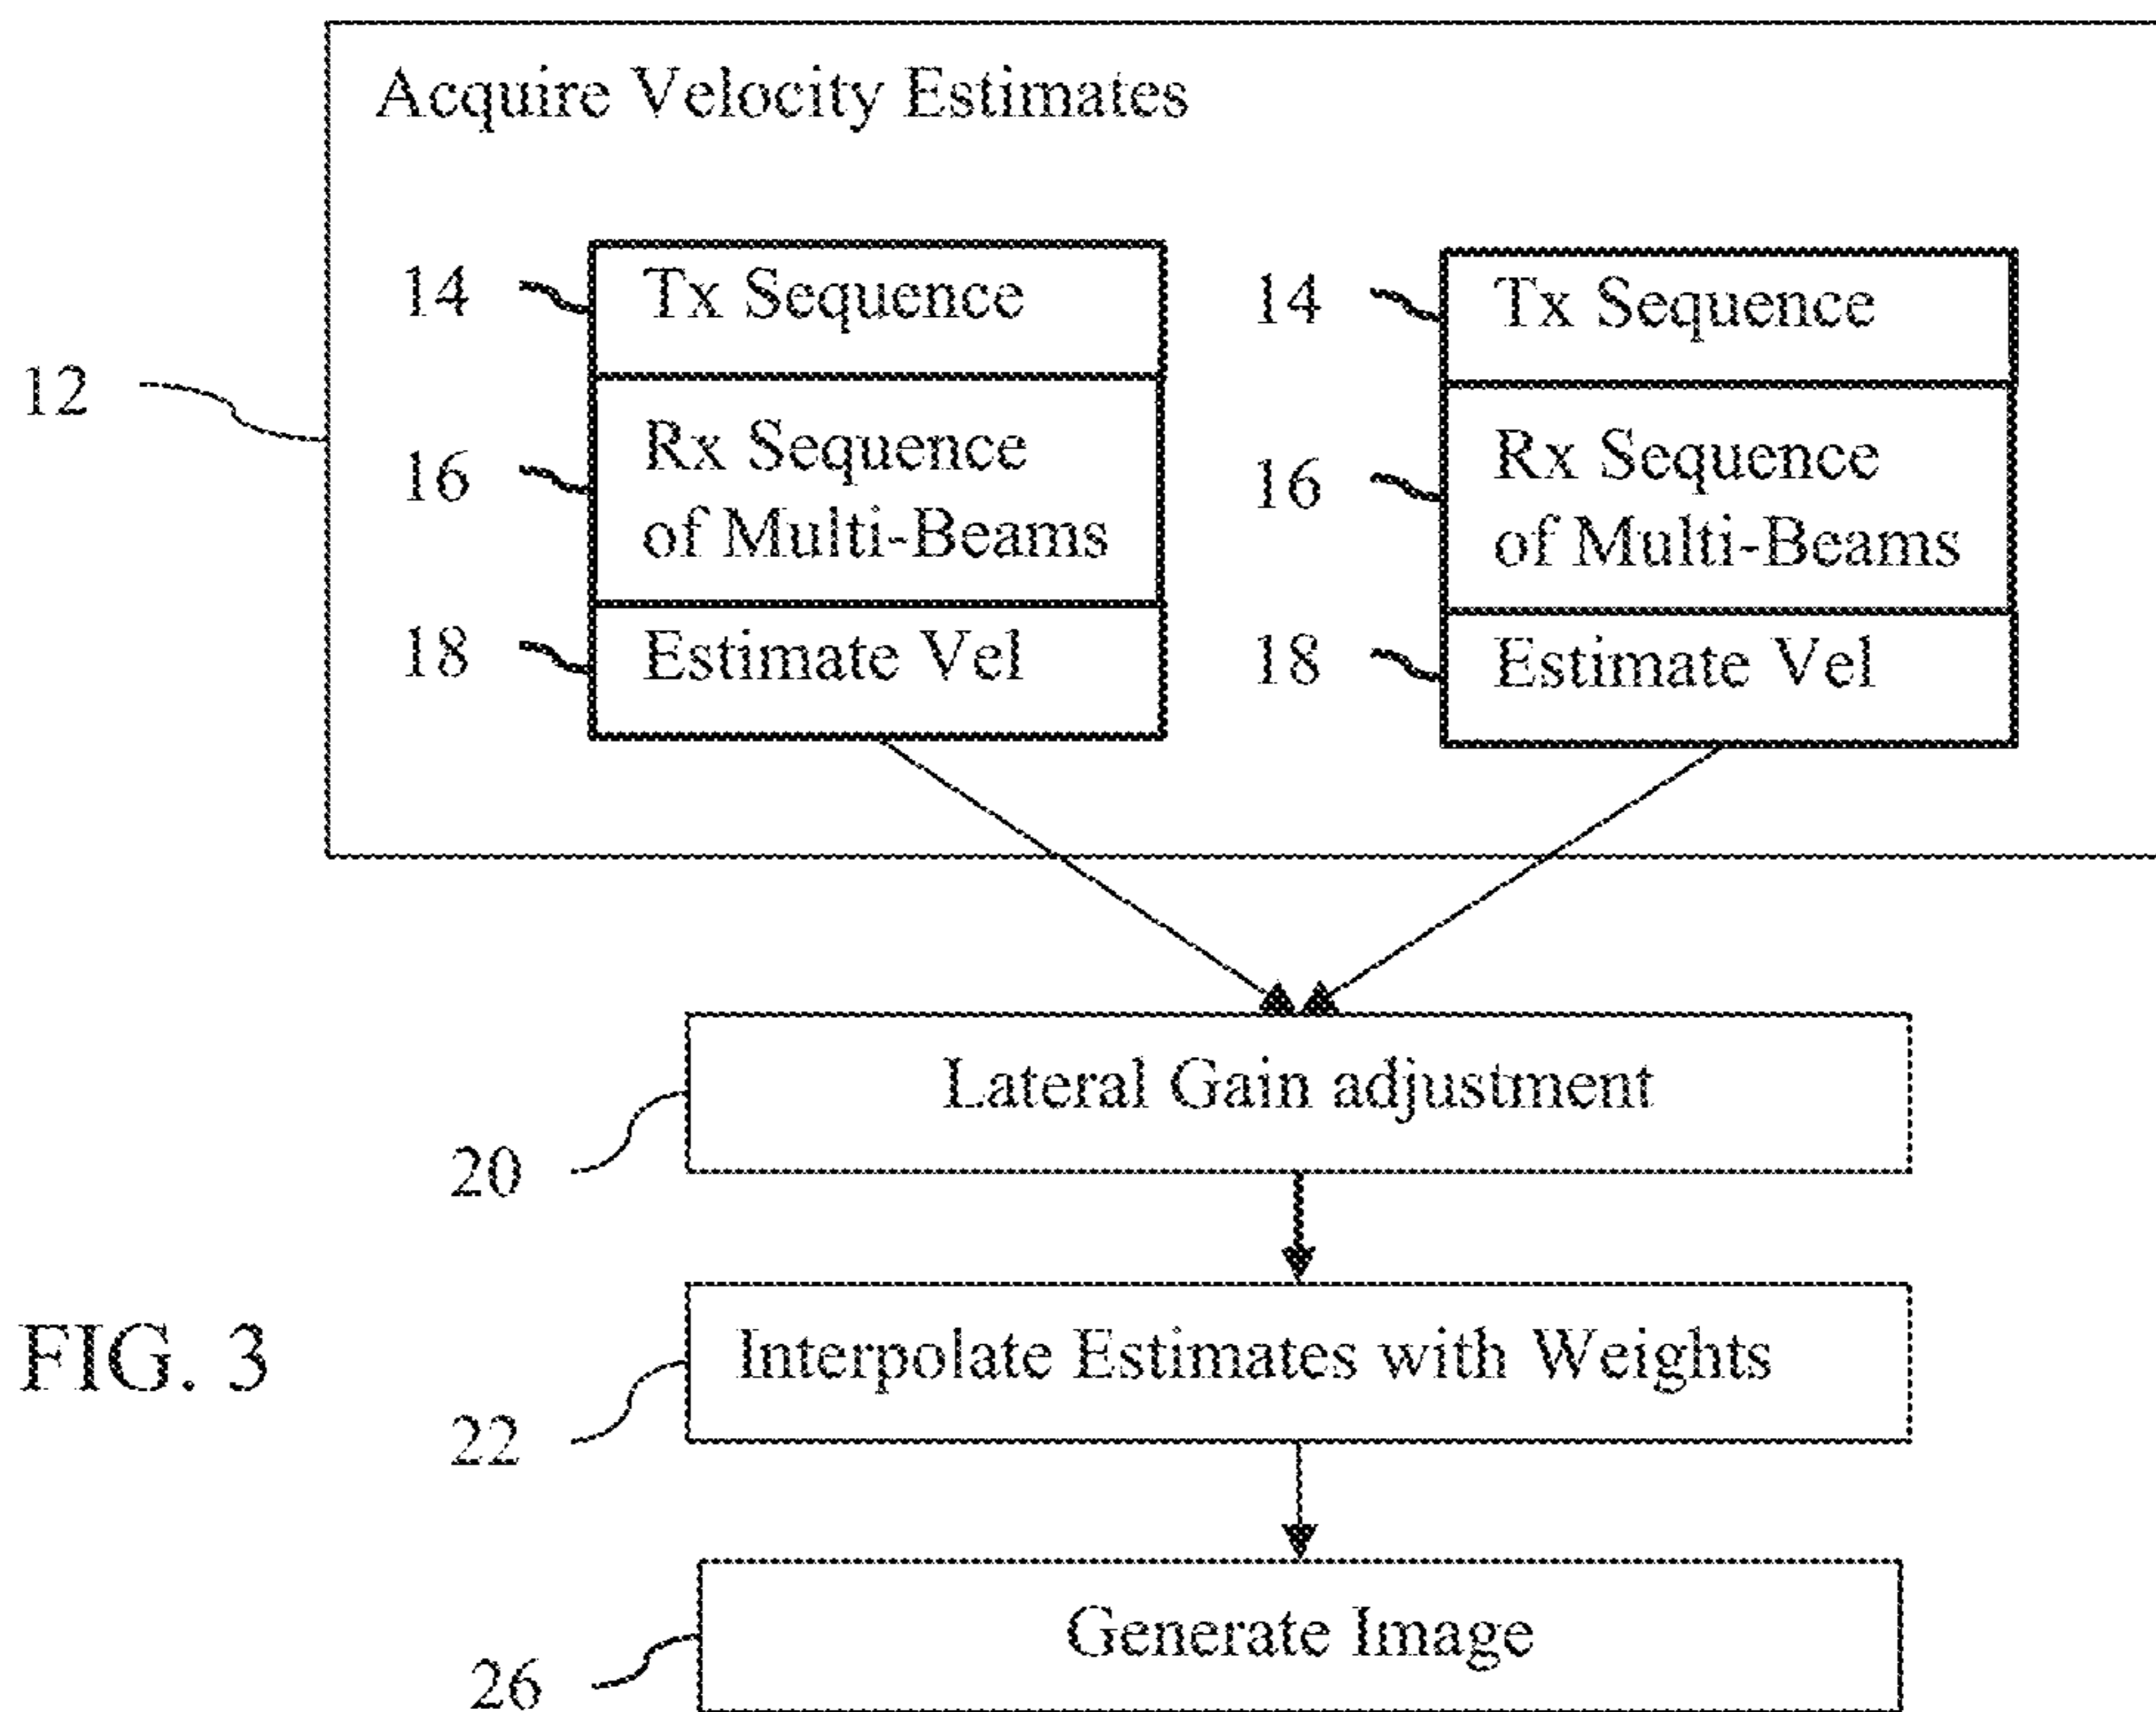 Acquire Velocity Estimates
14
Tx Sequence
14
Tx Sequence
12
16
Rx Sequence
of Multi-Beams
16
Rx Sequence
of Multi-Beams
18
Estimate Vel
18
Estimate Vel
Lateral Gain adjustment
20
Interpolate Estimates with Weights
FIG. 3
22
Generate Image
26